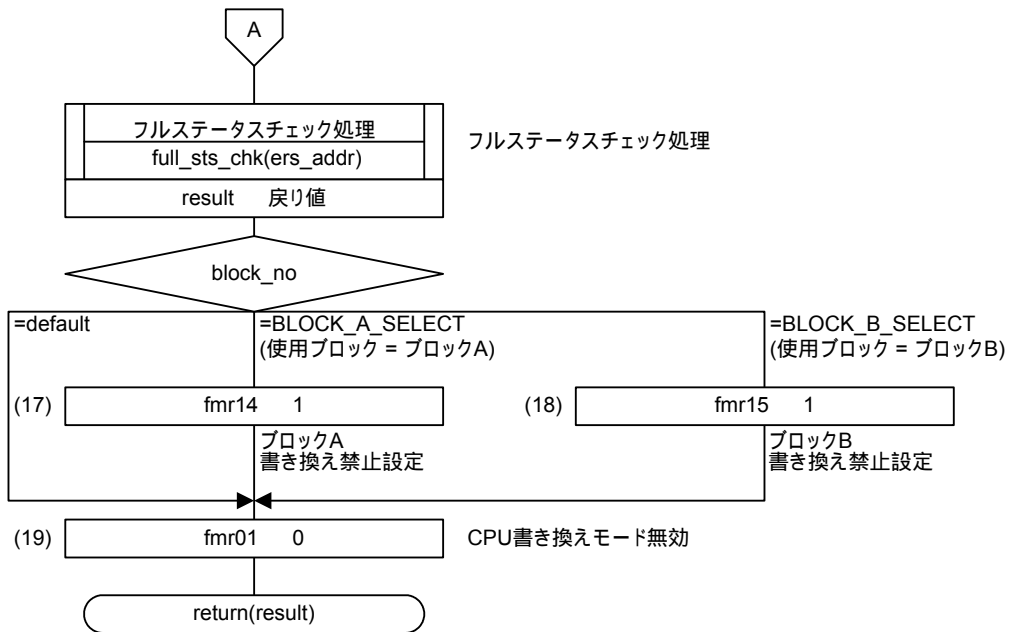 A
フルステータスチェック処理
full_sts_chk(ers_addr)
フルステータスチェック処理
result 戻り値
block_no
=default
=BLOCK_A_SELECT
(使用ブロック = ブロックA)
=BLOCK_B_SELECT
(使用ブロック = ブロックB)
(17)
fmr14 1
(18)
fmr15 1
ブロックA
書き換え禁止設定
ブロックB
書き換え禁止設定
(19)
fmr01 0
CPU書き換えモード無効
return(result)